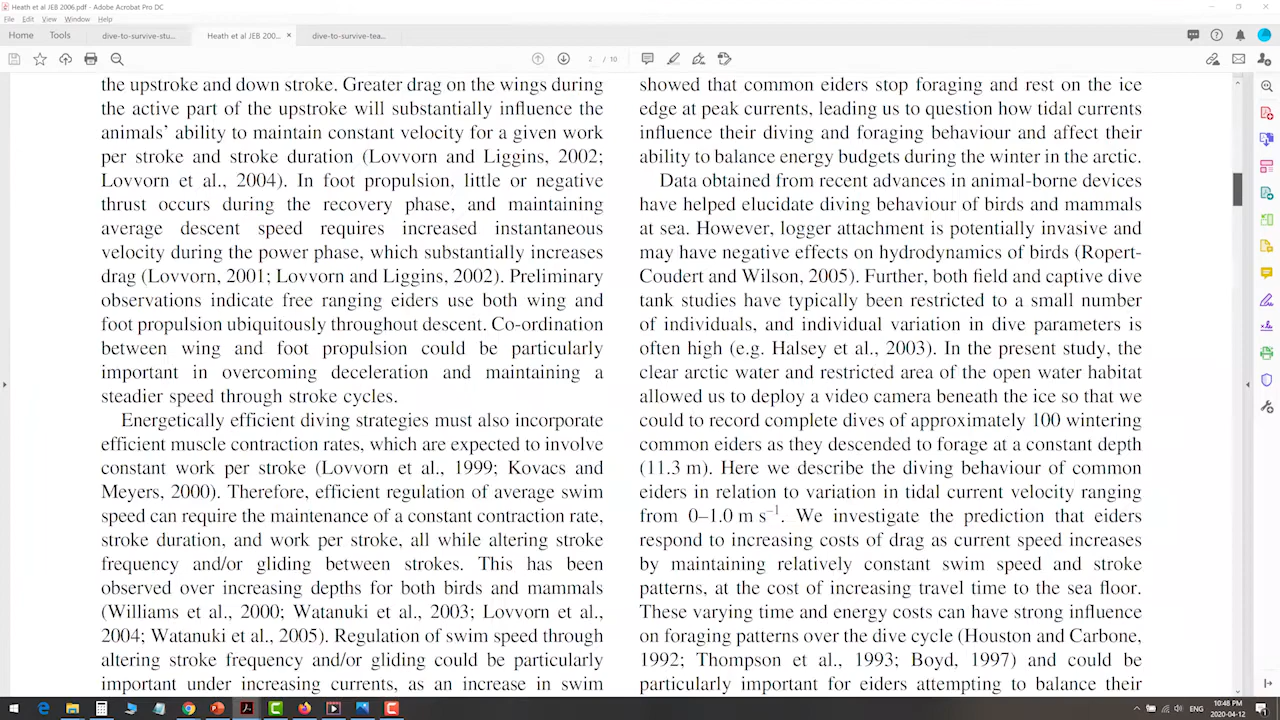 Heath et al JEB 2006.pdf - Adobe Acrobat Pro DC
File Edit View Window Help
Home Tools dive-to-survive-stu... Heath et al JEB 200... × dive-to-survive-tea...
2 / 10
the upstroke and down stroke. Greater drag on the wings during
the active part of the upstroke will substantially influence the
animals' ability to maintain constant velocity for a given work
per stroke and stroke duration (Lovvorn and Liggins, 2002;
Lovvorn et al., 2004). In foot propulsion, little or negative
thrust occurs during the recovery phase, and maintaining
average descent speed requires increased instantaneous
velocity during the power phase, which substantially increases
drag (Lovvorn, 2001; Lovvorn and Liggins, 2002). Preliminary
observations indicate free ranging eiders use both wing and
foot propulsion ubiquitously throughout descent. Co-ordination
between wing and foot propulsion could be particularly
important in overcoming deceleration and maintaining a
steadier speed through stroke cycles.
Energetically efficient diving strategies must also incorporate
efficient muscle contraction rates, which are expected to involve
constant work per stroke (Lovvorn et al., 1999; Kovacs and
Meyers, 2000). Therefore, efficient regulation of average swim
speed can require the maintenance of a constant contraction rate,
stroke duration, and work per stroke, all while altering stroke
frequency and/or gliding between strokes. This has been
observed over increasing depths for both birds and mammals
(Williams et al., 2000; Watanuki et al., 2003; Lovvorn et al.,
2004; Watanuki et al., 2005). Regulation of swim speed through
altering stroke frequency and/or gliding could be particularly
important under increasing currents, as an increase in swim
showed that common eiders stop foraging and rest on the ice
edge at peak currents, leading us to question how tidal currents
influence their diving and foraging behaviour and affect their
ability to balance energy budgets during the winter in the arctic.
Data obtained from recent advances in animal-borne devices
have helped elucidate diving behaviour of birds and mammals
at sea. However, logger attachment is potentially invasive and
may have negative effects on hydrodynamics of birds (Ropert-
Coudert and Wilson, 2005). Further, both field and captive dive
tank studies have typically been restricted to a small number
of individuals, and individual variation in dive parameters is
often high (e.g. Halsey et al., 2003). In the present study, the
clear arctic water and restricted area of the open water habitat
allowed us to deploy a video camera beneath the ice so that we
could to record complete dives of approximately 100 wintering
common eiders as they descended to forage at a constant depth
(11.3 m). Here we describe the diving behaviour of common
eiders in relation to variation in tidal current velocity ranging
from 0–1.0 m s⁻¹. We investigate the prediction that eiders
respond to increasing costs of drag as current speed increases
by maintaining relatively constant swim speed and stroke
patterns, at the cost of increasing travel time to the sea floor.
These varying time and energy costs can have strong influence
on foraging patterns over the dive cycle (Houston and Carbone,
1992; Thompson et al., 1993; Boyd, 1997) and could be
particularly important for eiders attempting to balance their
ENG
10:48 PM
2020-04-12